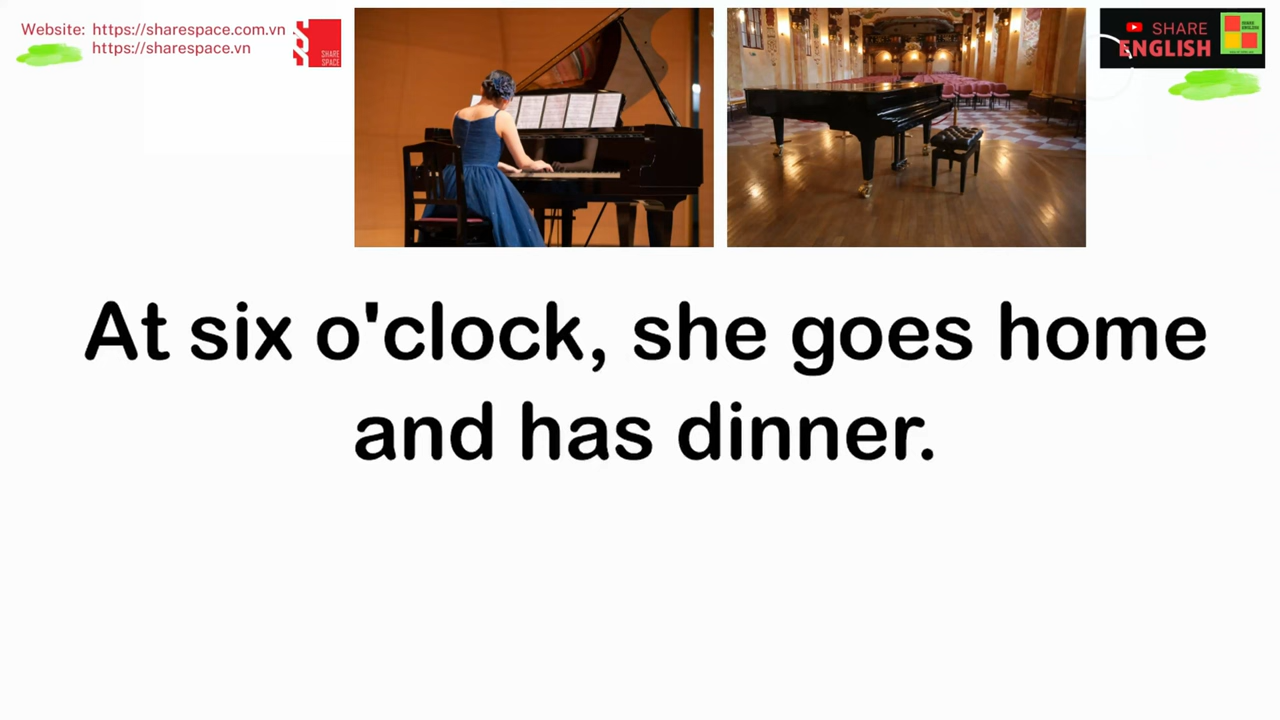 Website: https://sharespace.com.vn
https://sharespace.vn
SHARE
SPACE
SHARE
ENGLISH
At six o'clock, she goes home
and has dinner.